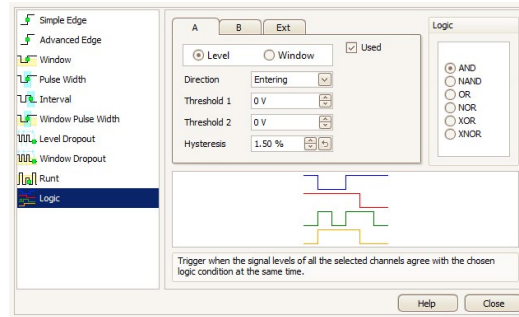 Simple Edge
Advanced Edge
Window
Pulse Width
Interval
Window Pulse Width
Level Dropout
Window Dropout
Runt
Logic
A B Ext
Level Window Used
Direction Entering
Threshold 1 0 V
Threshold 2 0 V
Hysteresis 1.50 %
Logic
AND
NAND
OR
NOR
XOR
XNOR
Trigger when the signal levels of all the selected channels agree with the chosen
logic condition at the same time.
Help Close